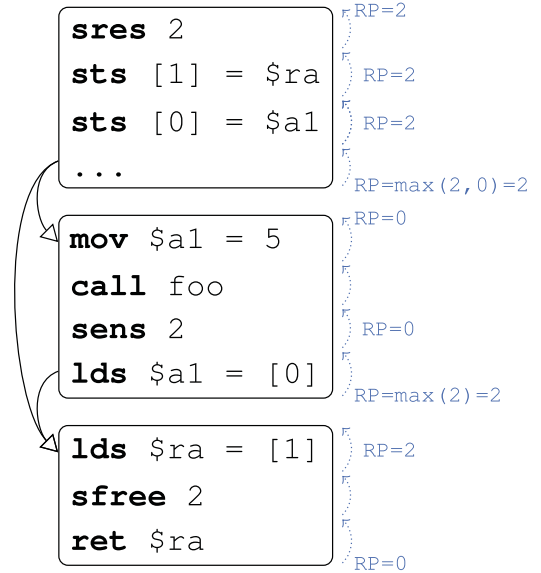 RP=2
sres 2
sts [1] = $ra RP=2
sts [0] = $a1 RP=2
...
RP=max(2,0)=2
RP=0
mov $a1 = 5
call foo
sens 2 RP=0
lds $a1 = [0]
RP=max(2)=2
lds $ra = [1] RP=2
sfree 2
ret $ra
RP=0